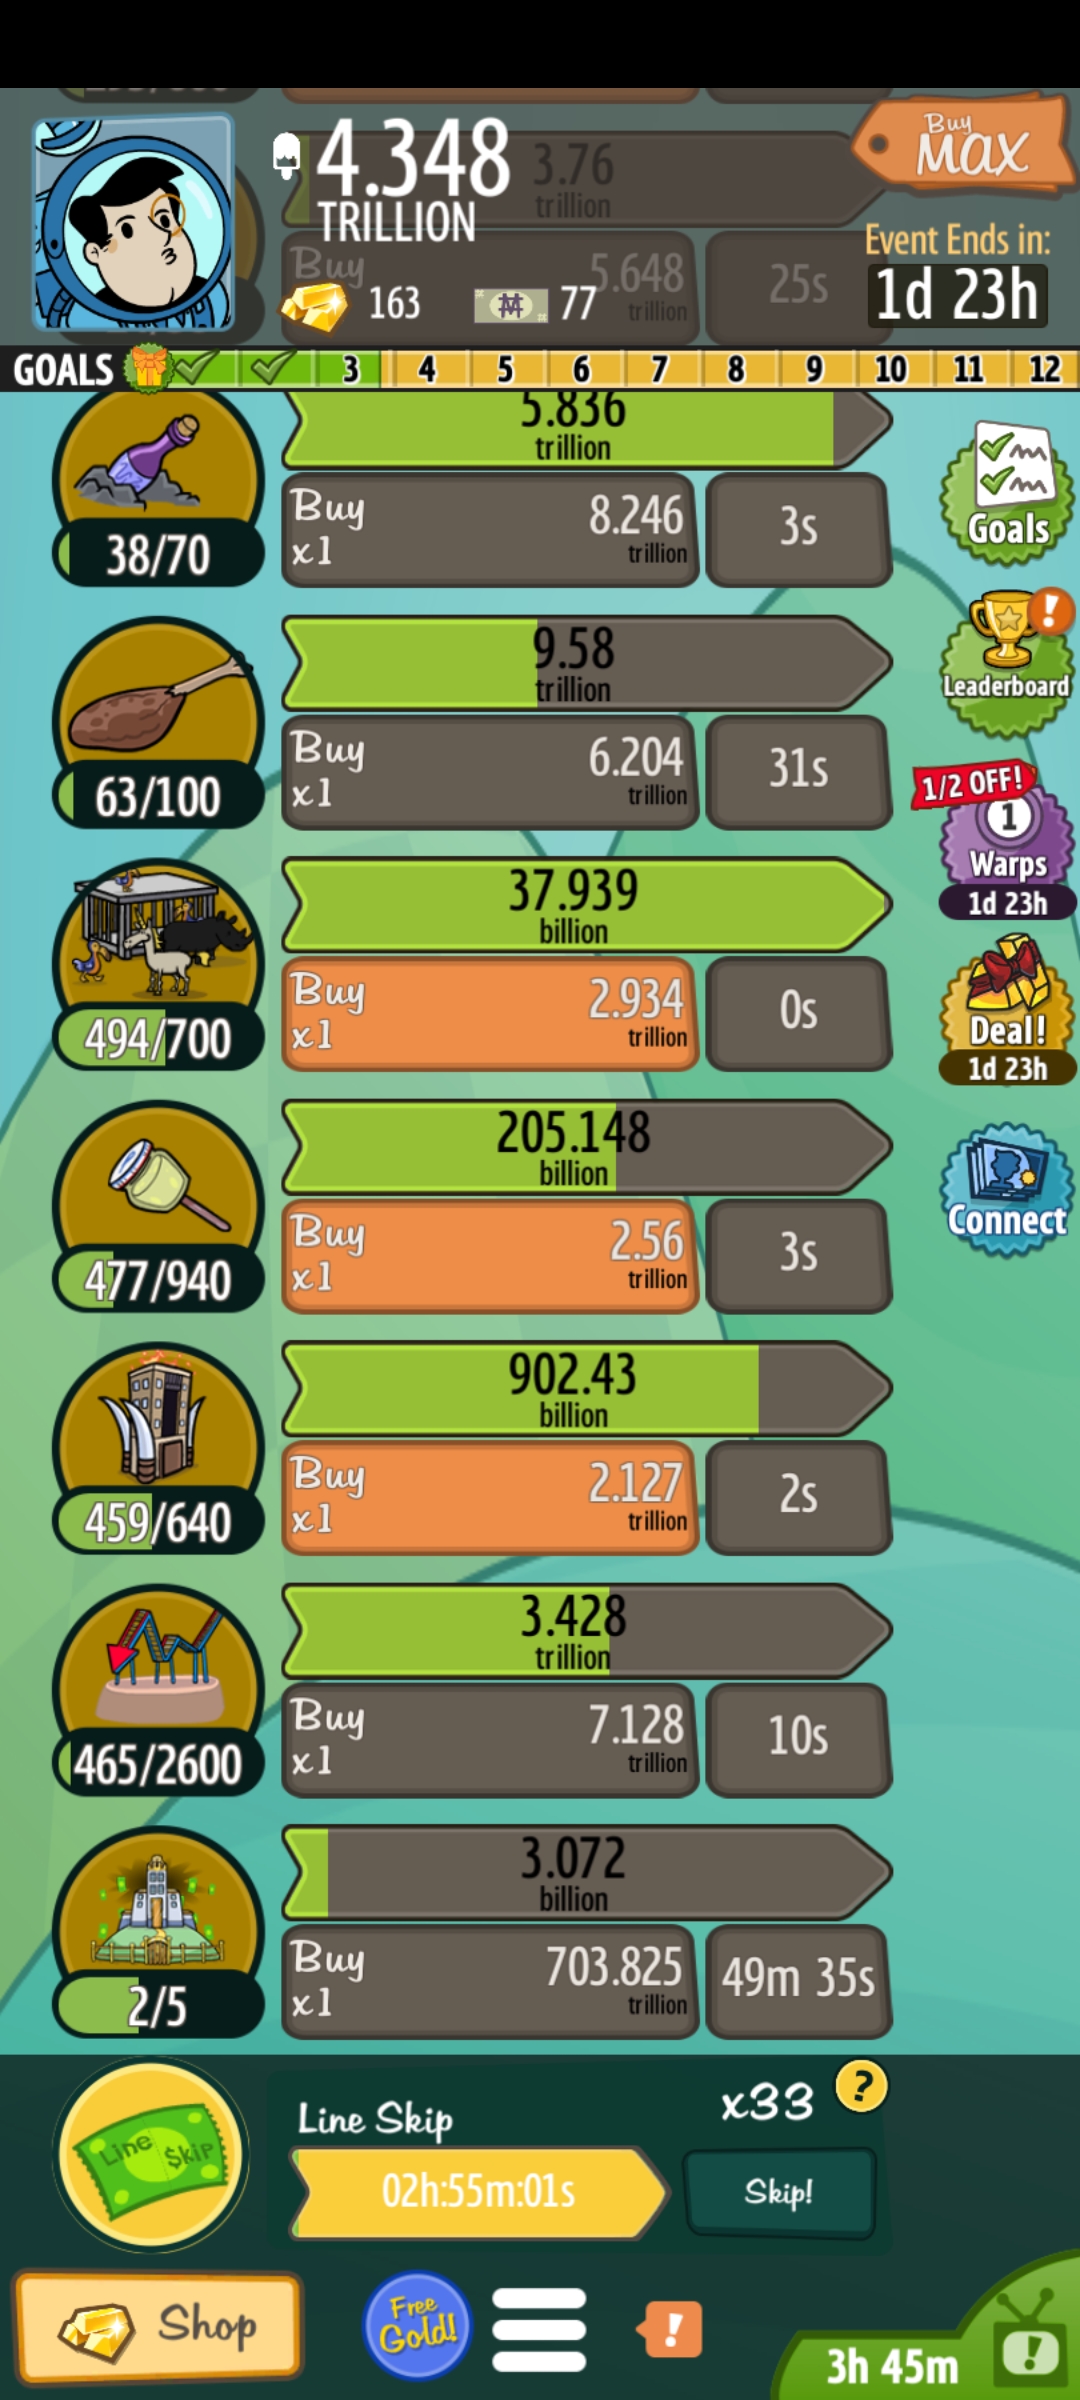 4.348
TRILLION
Buy
MAX
3.76
trillion
Buy
5.648
trillion
25s
163
77
Event Ends in:
1d 23h
GOALS
3 4 5 6 7 8 9 10 11 12
5.836
trillion
Buy
x1
8.246
trillion
3s
38/70
Goals
9.58
trillion
Buy
x1
6.204
trillion
31s
63/100
Leaderboard
1/2 OFF!
1
Warps
1d 23h
37.939
billion
Buy
x1
2.934
trillion
0s
494/700
Deal!
1d 23h
205.148
billion
Buy
x1
2.56
trillion
3s
477/940
Connect
902.43
billion
Buy
x1
2.127
trillion
2s
459/640
3.428
trillion
Buy
x1
7.128
trillion
10s
465/2600
3.072
billion
Buy
x1
703.825
trillion
49m 35s
2/5
Line $kip
Line Skip
x33
?
02h:55m:01s
Skip!
Shop
Free
Gold!
!
3h 45m
!